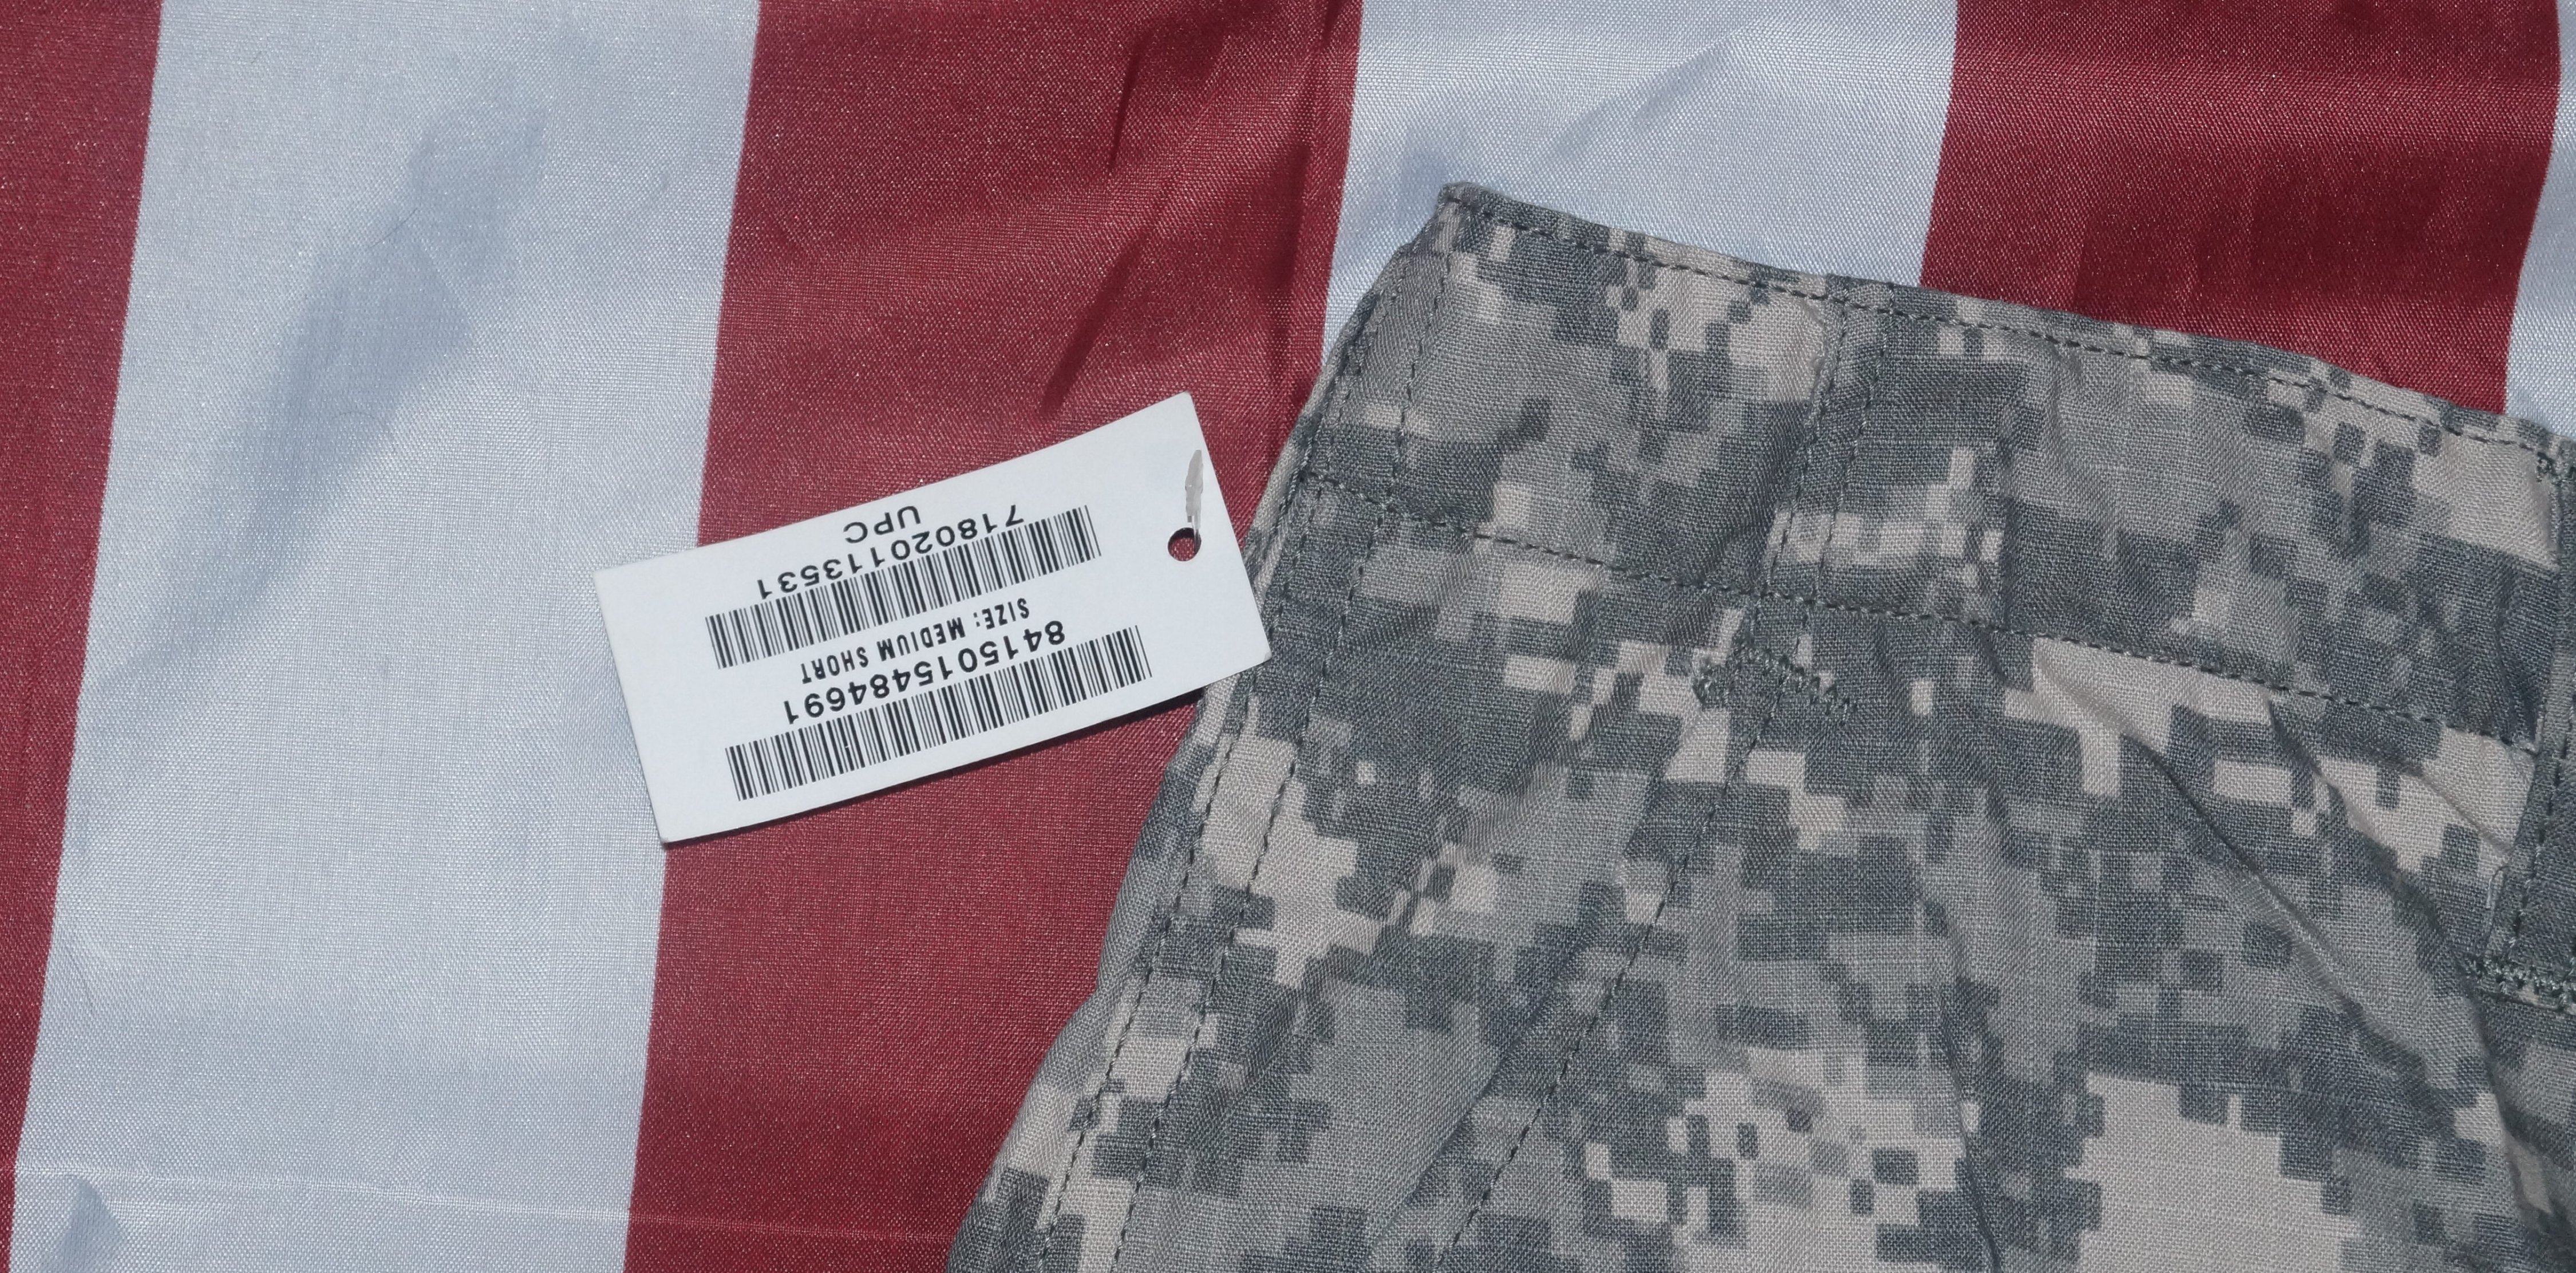 8415015484691
SIZE: MEDIUM SHORT
718020113531
UPC